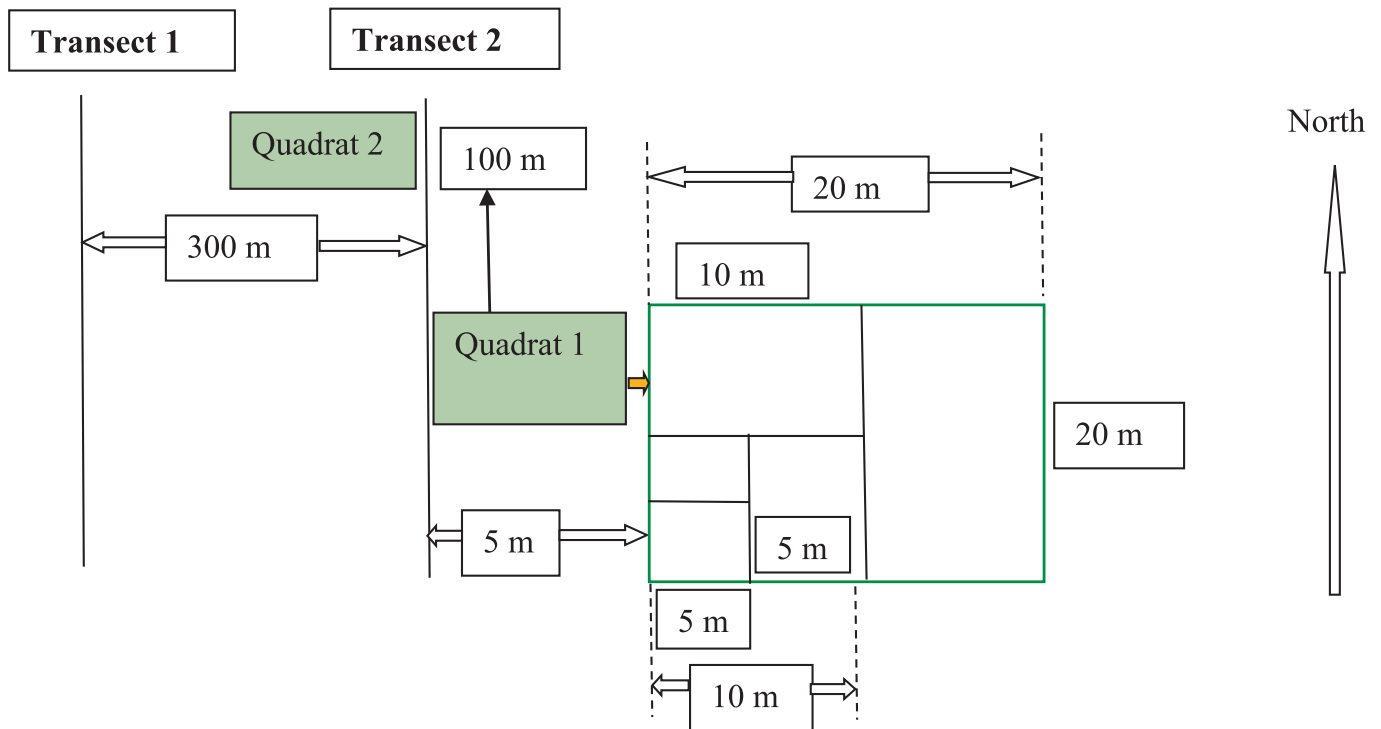 Transect 1
Transect 2
Quadrat 2
100 m
North
20 m
300 m
10 m
Quadrat 1
20 m
5 m
5 m
5 m
10 m